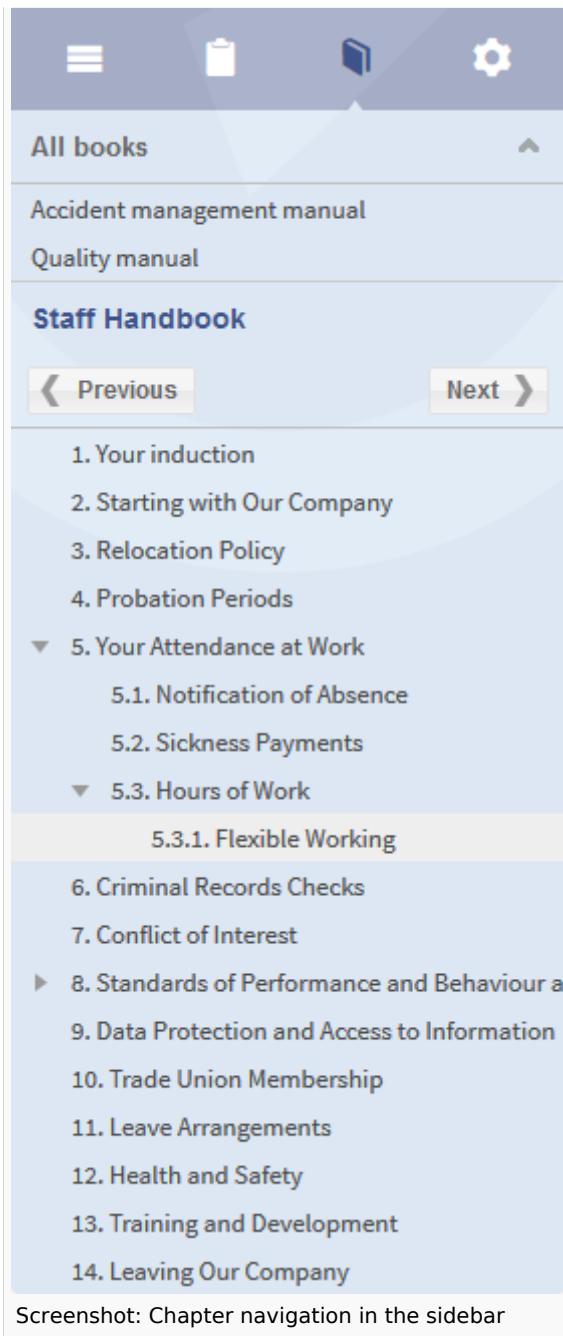 All books
Accident management manual
Quality manual
Staff Handbook
Previous Next
1. Your induction
2. Starting with Our Company
3. Relocation Policy
4. Probation Periods
5. Your Attendance at Work
5.1. Notification of Absence
5.2. Sickness Payments
5.3. Hours of Work
5.3.1. Flexible Working
6. Criminal Records Checks
7. Conflict of Interest
8. Standards of Performance and Behaviour a
9. Data Protection and Access to Information
10. Trade Union Membership
11. Leave Arrangements
12. Health and Safety
13. Training and Development
14. Leaving Our Company
Screenshot: Chapter navigation in the sidebar